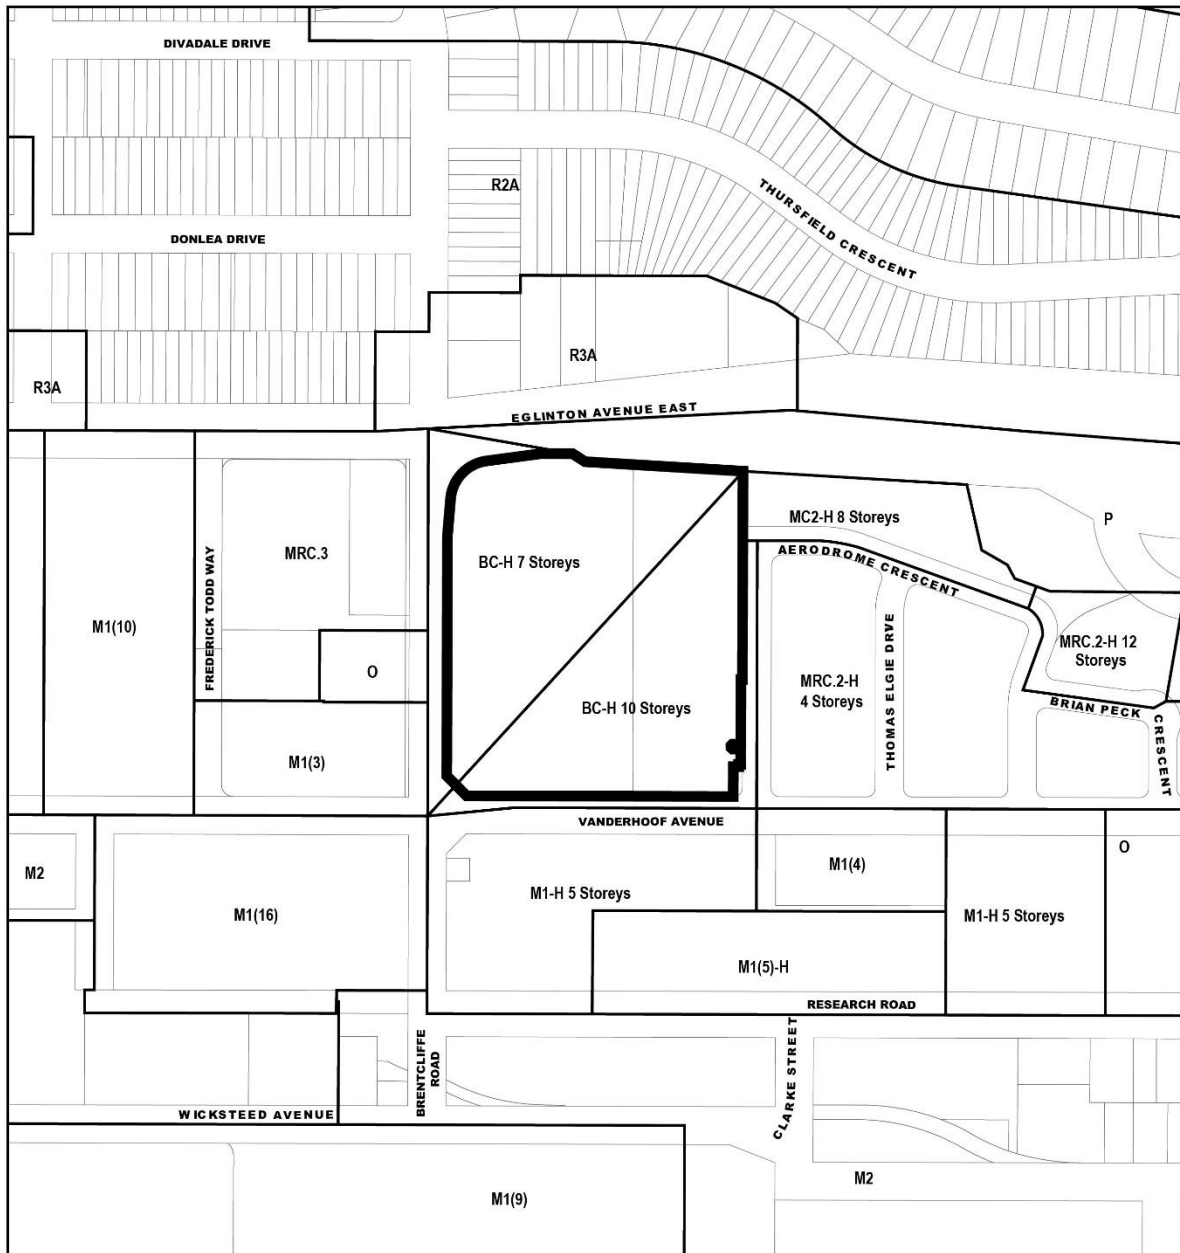 DIVADALE DRIVE
R2A
THURSFIELD CRESCENT
DONLEA DRIVE
R3A
R3A
EGLINTON AVENUE EAST
MC2-H 8 Storeys
P
AERODROME CRESCENT
MRC.3
BC-H 7 Storeys
FREDERICK TODD WAY
M1(10)
O
THOMAS ELGIE DRVE
MRC.2-H 12
Storeys
MRC.2-H
4 Storeys
BC-H 10 Storeys
BRIAN PECK
CRESCENT
M1(3)
VANDERHOOF AVENUE
O
M2
M1(4)
M1-H 5 Storeys
M1(16)
M1-H 5 Storeys
M1(5)-H
RESEARCH ROAD
BRENTCLIFFE
ROAD
CLARKE STREET
WICKSTEED AVENUE
M2
M1(9)